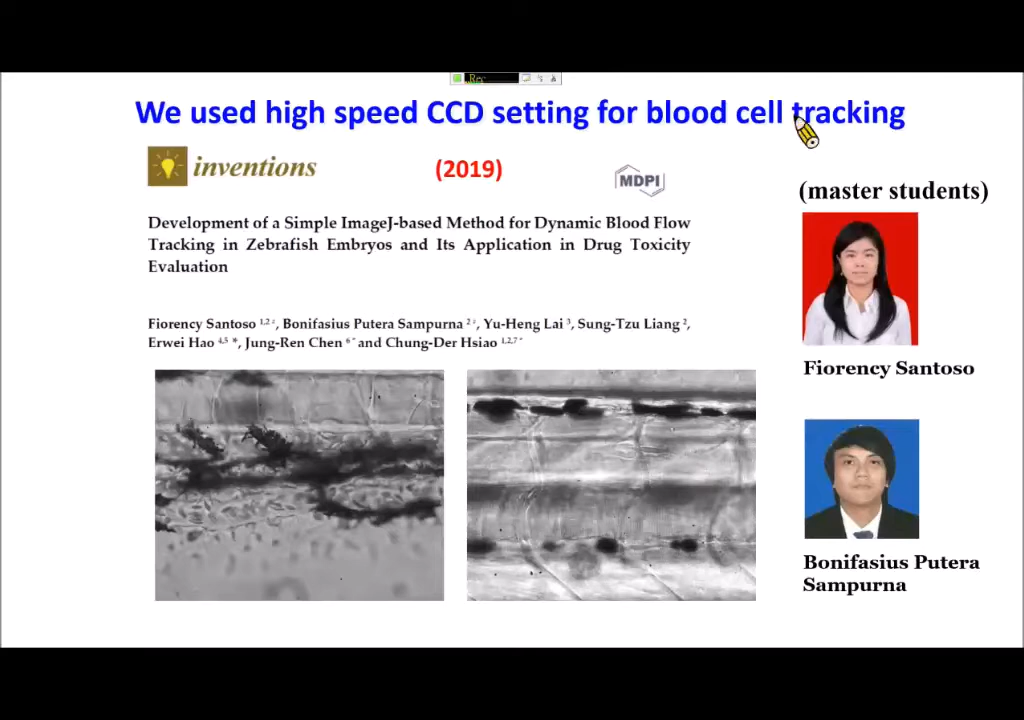 Rec
We used high speed CCD setting for blood cell tracking
inventions
(2019)
MDPI
(master students)
Development of a Simple ImageJ-based Method for Dynamic Blood Flow
Tracking in Zebrafish Embryos and Its Application in Drug Toxicity
Evaluation
Fiorency Santoso 1,2, Bonifasius Putera Sampurna 2, Yu-Heng Lai 3, Sung-Tzu Liang 2,
Erwei Hao 4,5 *, Jung-Ren Chen 6 * and Chung-Der Hsiao 1,2,7 *
Fiorency Santoso
Bonifasius Putera
Sampurna